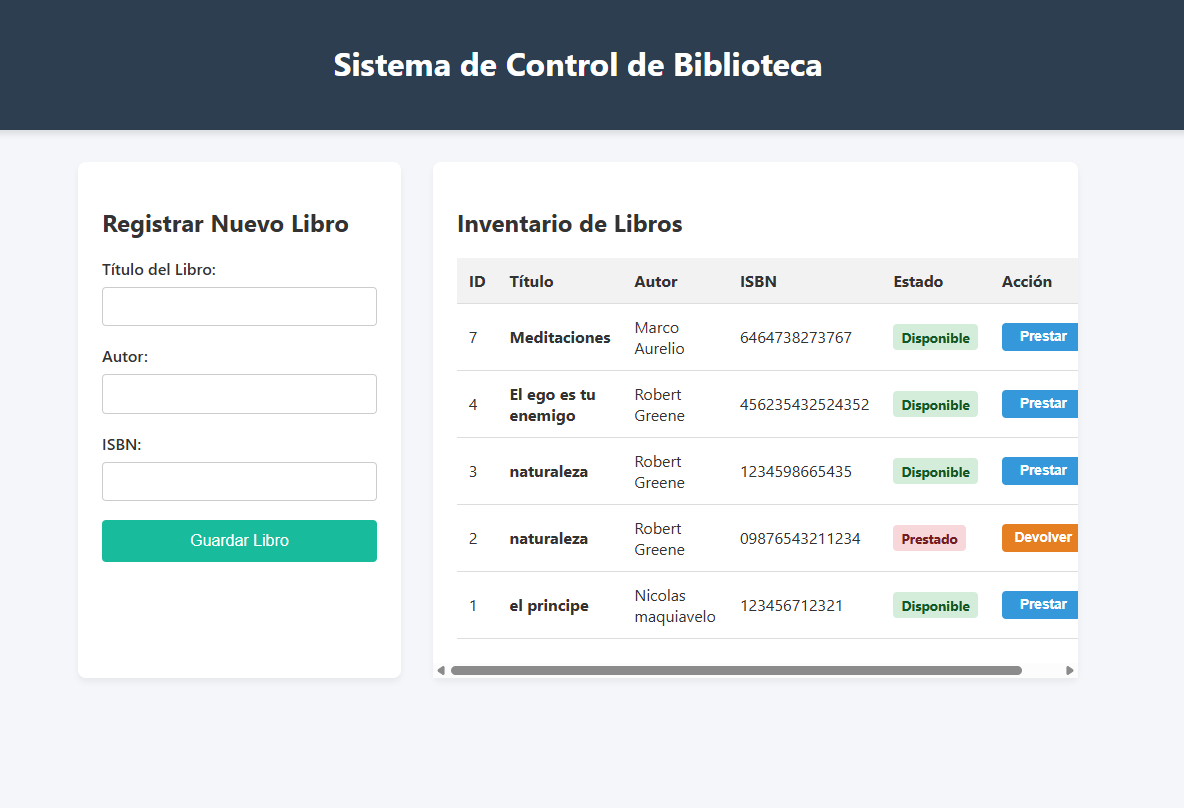 Sistema de Control de Biblioteca
Registrar Nuevo Libro
Título del Libro:
Autor:
ISBN:
Guardar Libro
Inventario de Libros
ID Título Autor ISBN Estado Acción
7 Meditaciones Marco Aurelio 6464738273767 Disponible Prestar
4 El ego es tu enemigo Robert Greene 456235432524352 Disponible Prestar
3 naturaleza Robert Greene 1234598665435 Disponible Prestar
2 naturaleza Robert Greene 09876543211234 Prestado Devolver
1 el principe Nicolas maquiavelo 123456712321 Disponible Prestar